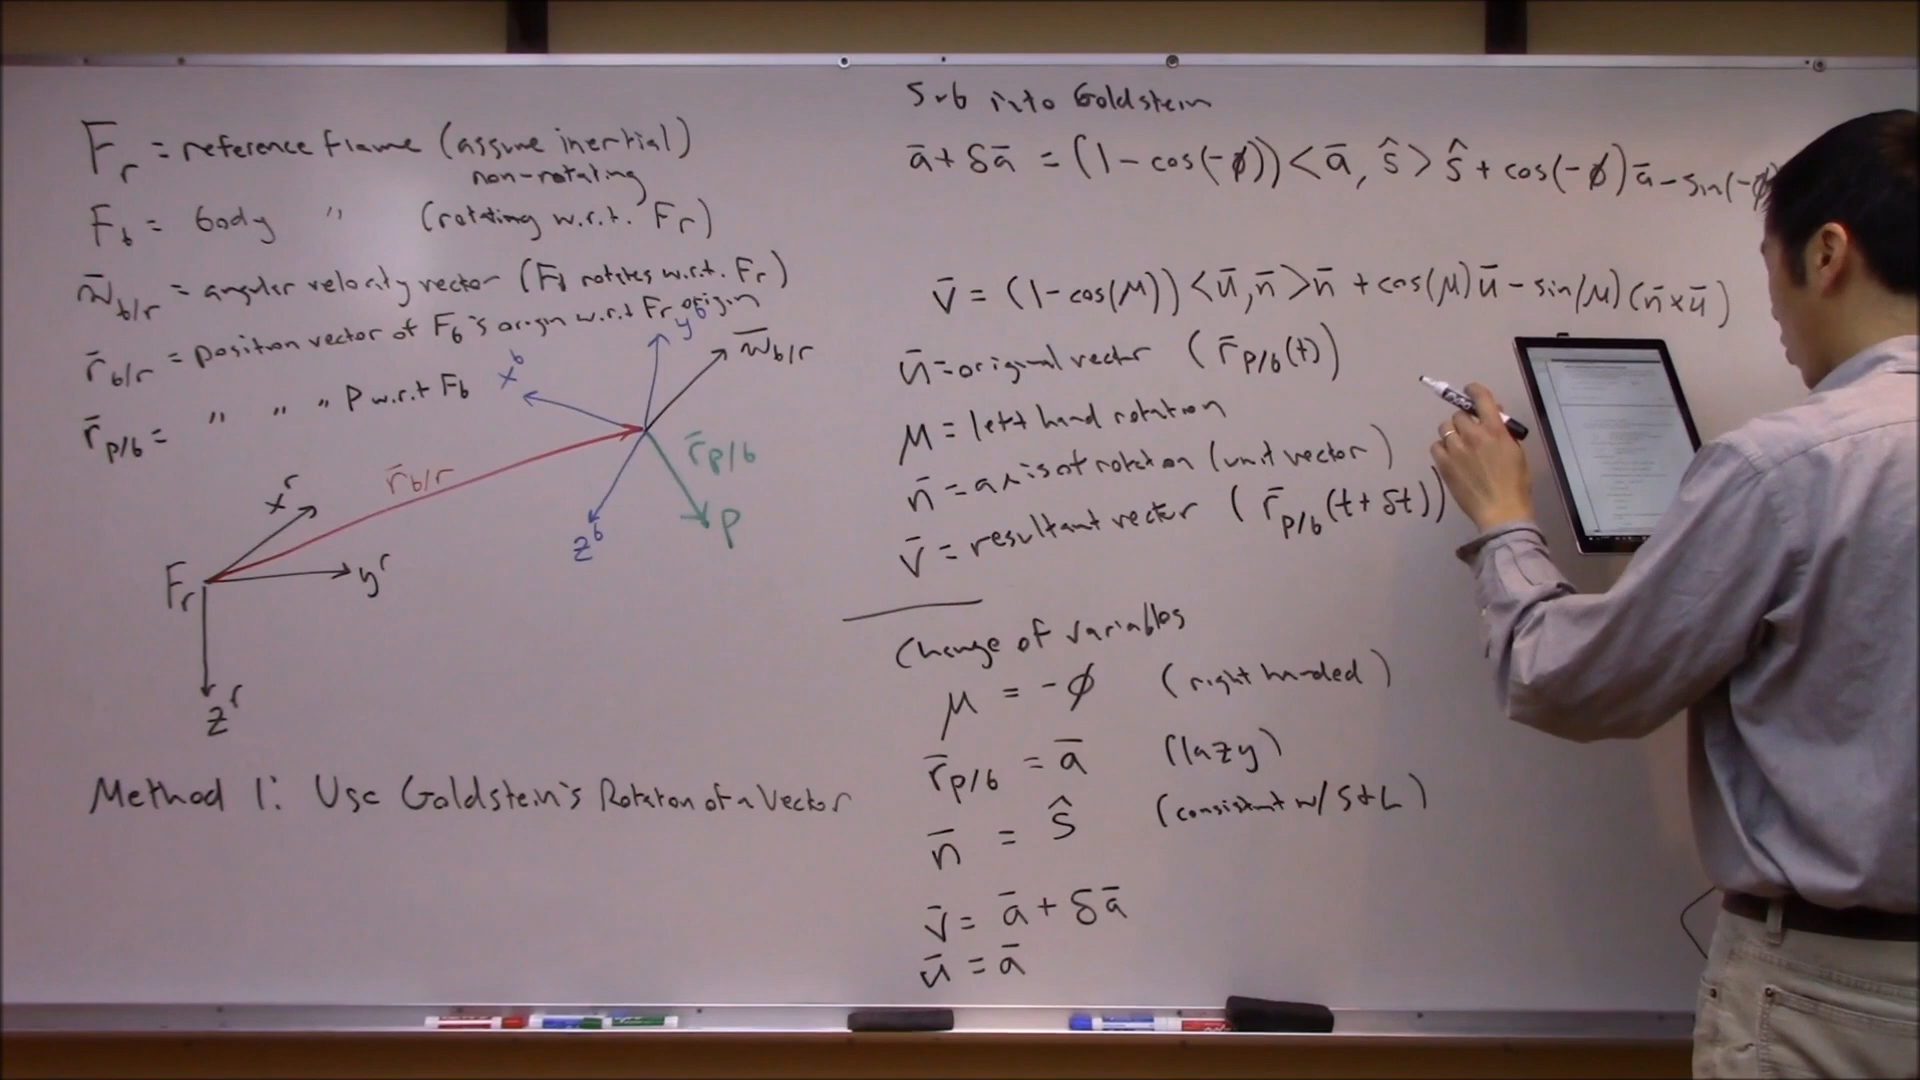 F_r = reference frame (assume inertial)
non-rotating
F_b = body " (rotating w.r.t. F_r)
w̄_b/r = angular velocity vector (F_b rotates w.r.t. F_r)
r̄_b/r = position vector of F_b's origin w.r.t F_r origin
r̄_p/b = " " " P w.r.t F_b
x^b
y^b
w̄_b/r
r̄_p/b
P
z^b
r̄_b/r
x^r
F_r
y^r
z^r
Method 1: Use Goldstein's Rotation of a Vector
Sub into Goldstein
ā + δā = (1 - cos(-ϕ)) <ā, ŝ> ŝ + cos(-ϕ) ā - sin(-ϕ
v̄ = (1 - cos(μ)) <ū, n̄> n̄ + cos(μ) ū - sin(μ) (n̄ × ū)
ū = original vector (r̄_p/b(t))
μ = left hand rotation
n̄ = axis of rotation (unit vector)
v̄ = resultant vector (r̄_p/b(t + δt))
Change of variables
μ = -ϕ (right handed)
r̄_p/b = ā (lazy)
n̄ = ŝ (consistent w/ S & L)
v̄ = ā + δā
ū = ā